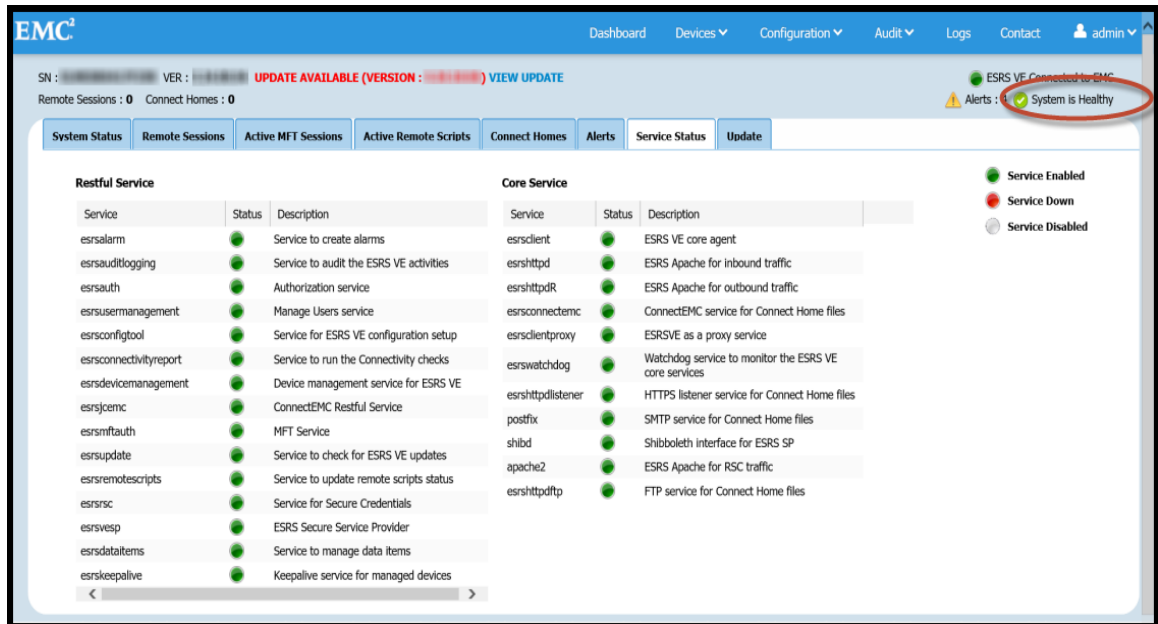 EMC²
Dashboard Devices Configuration Audit Logs Contact admin
SN : VER : UPDATE AVAILABLE (VERSION : ) VIEW UPDATE
ESRS VE Connected to EMC
Remote Sessions : 0 Connect Homes : 0
Alerts : System is Healthy
System Status Remote Sessions Active MFT Sessions Active Remote Scripts Connect Homes Alerts Service Status Update
Restful Service
Service Status Description
esrsalarm Service to create alarms
esrsauditlogging Service to audit the ESRS VE activities
esrsauth Authorization service
esrsusermanagement Manage Users service
esrsconfigtool Service for ESRS VE configuration setup
esrsconnectivityreport Service to run the Connectivity checks
esrsdevicemanagement Device management service for ESRS VE
esrsjcemc ConnectEMC Restful Service
esrsmftauth MFT Service
esrsupdate Service to check for ESRS VE updates
esrsremotescripts Service to update remote scripts status
esrsrsc Service for Secure Credentials
esrsvesp ESRS Secure Service Provider
esrsdataitems Service to manage data items
esrskeepalive Keepalive service for managed devices
Core Service
Service Status Description
esrsclient ESRS VE core agent
esrshttpd ESRS Apache for inbound traffic
esrshttpdR ESRS Apache for outbound traffic
esrsconnectemc ConnectEMC service for Connect Home files
esrsclientproxy ESRSVE as a proxy service
esrswatchdog Watchdog service to monitor the ESRS VE
core services
esrshttpdlistener HTTPS listener service for Connect Home files
postfix SMTP service for Connect Home files
shibd Shibboleth interface for ESRS SP
apache2 ESRS Apache for RSC traffic
esrshttpdftp FTP service for Connect Home files
Service Enabled
Service Down
Service Disabled